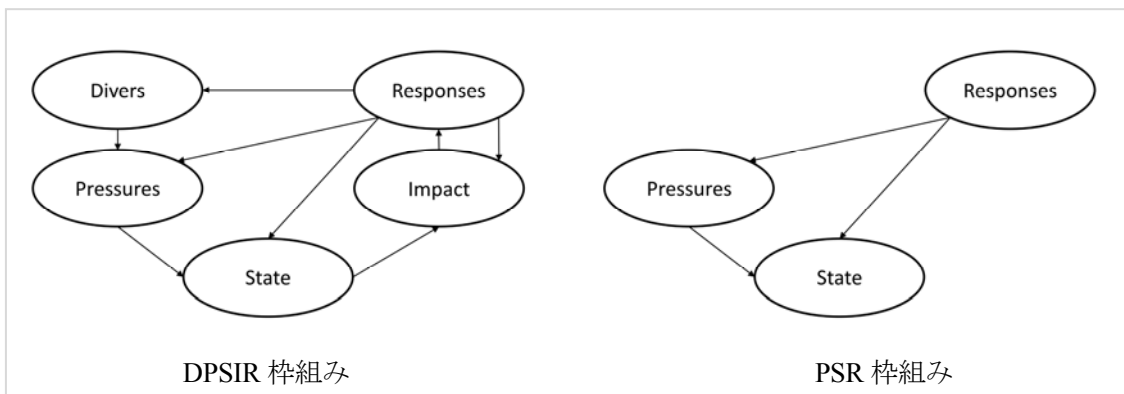 Divers
Responses
Pressures
Impact
State
DPSIR 枠組み
Responses
Pressures
State
PSR 枠組み